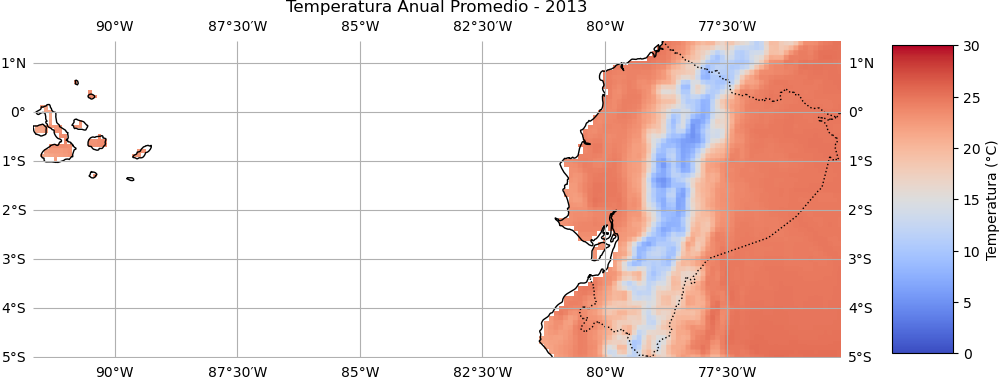 Temperatura Anual Promedio - 2013
90°W 87°30′W 85°W 82°30′W 80°W 77°30′W
1°N 1°N
0° 0°
1°S 1°S
2°S 2°S
3°S 3°S
4°S 4°S
5°S 5°S
90°W 87°30′W 85°W 82°30′W 80°W 77°30′W
30
25
20
15
10
5
0
Temperatura (°C)